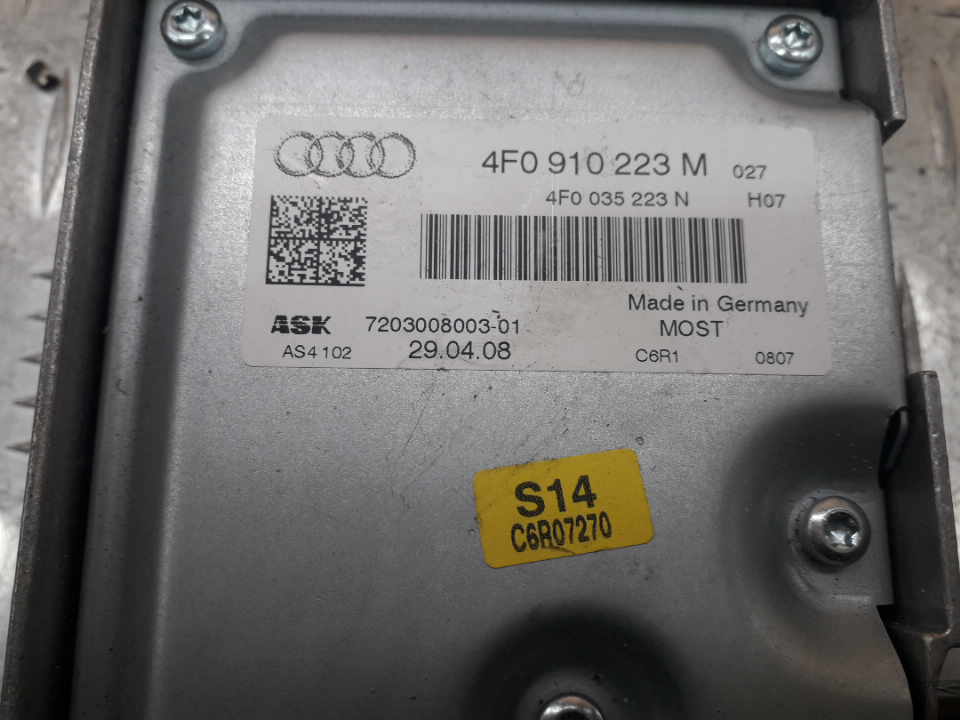 4F0 910 223 M 027
4F0 035 223 N H07
Made in Germany
ASK 7203008003-01 MOST
AS4 102 29.04.08 C6R1 0807
S14
C6R07270